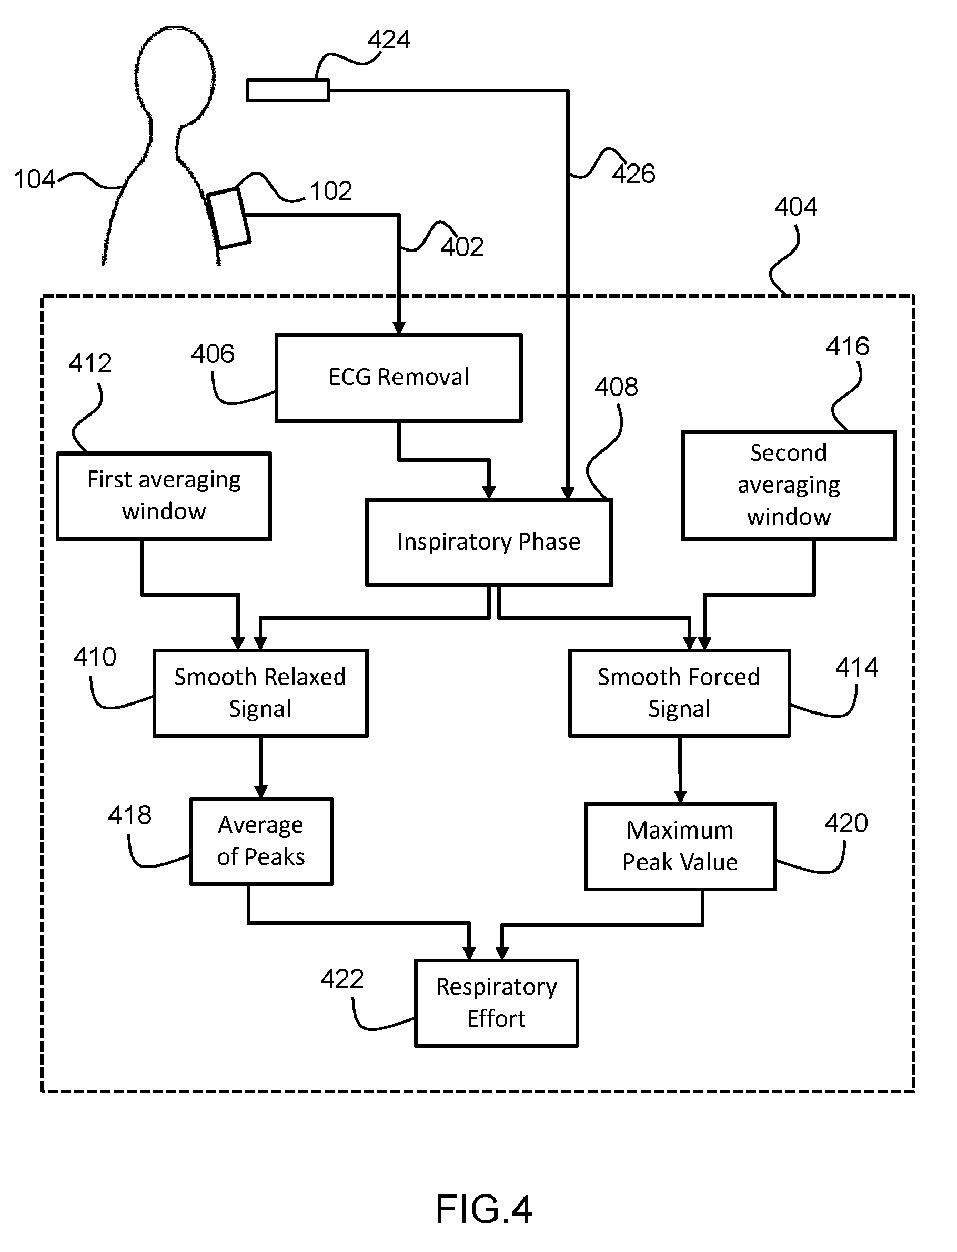 424
104
102
426
402
404
412
406
416
ECG Removal
408
First averaging
window
Second
averaging
window
Inspiratory Phase
410
Smooth Relaxed
Signal
Smooth Forced
Signal
414
418
Average
of Peaks
Maximum
Peak Value
420
422
Respiratory
Effort
FIG.4